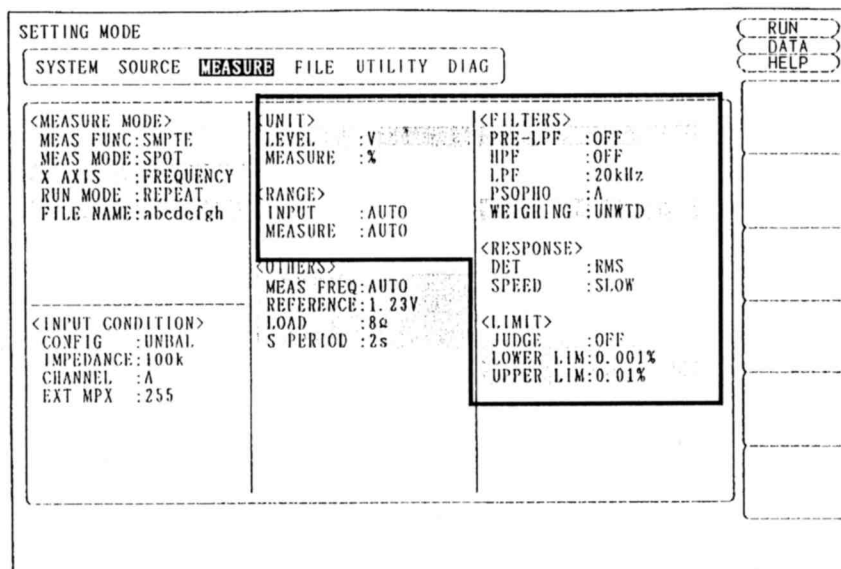 SETTING MODE
RUN
DATA
HELP
SYSTEM SOURCE MEASURE FILE UTILITY DIAG
<MEASURE MODE>
MEAS FUNC:SMPTE
MEAS MODE:SPOT
X AXIS :FREQUENCY
RUN MODE :REPEAT
FILE NAME:abcdefgh
<INPUT CONDITION>
CONFIG :UNBAL
IMPEDANCE:100k
CHANNEL :A
EXT MPX :255
<UNIT>
LEVEL :V
MEASURE :%
<RANGE>
INPUT :AUTO
MEASURE :AUTO
<OTHERS>
MEAS FREQ:AUTO
REFERENCE:1.23V
LOAD :8Ω
S PERIOD :2s
<FILTERS>
PRE-LPF :OFF
HPF :OFF
LPF :20kHz
PSOPHO :A
WEIGHING :UNWTD
<RESPONSE>
DET :RMS
SPEED :SLOW
<LIMIT>
JUDGE :OFF
LOWER LIM:0.001%
UPPER LIM:0.01%